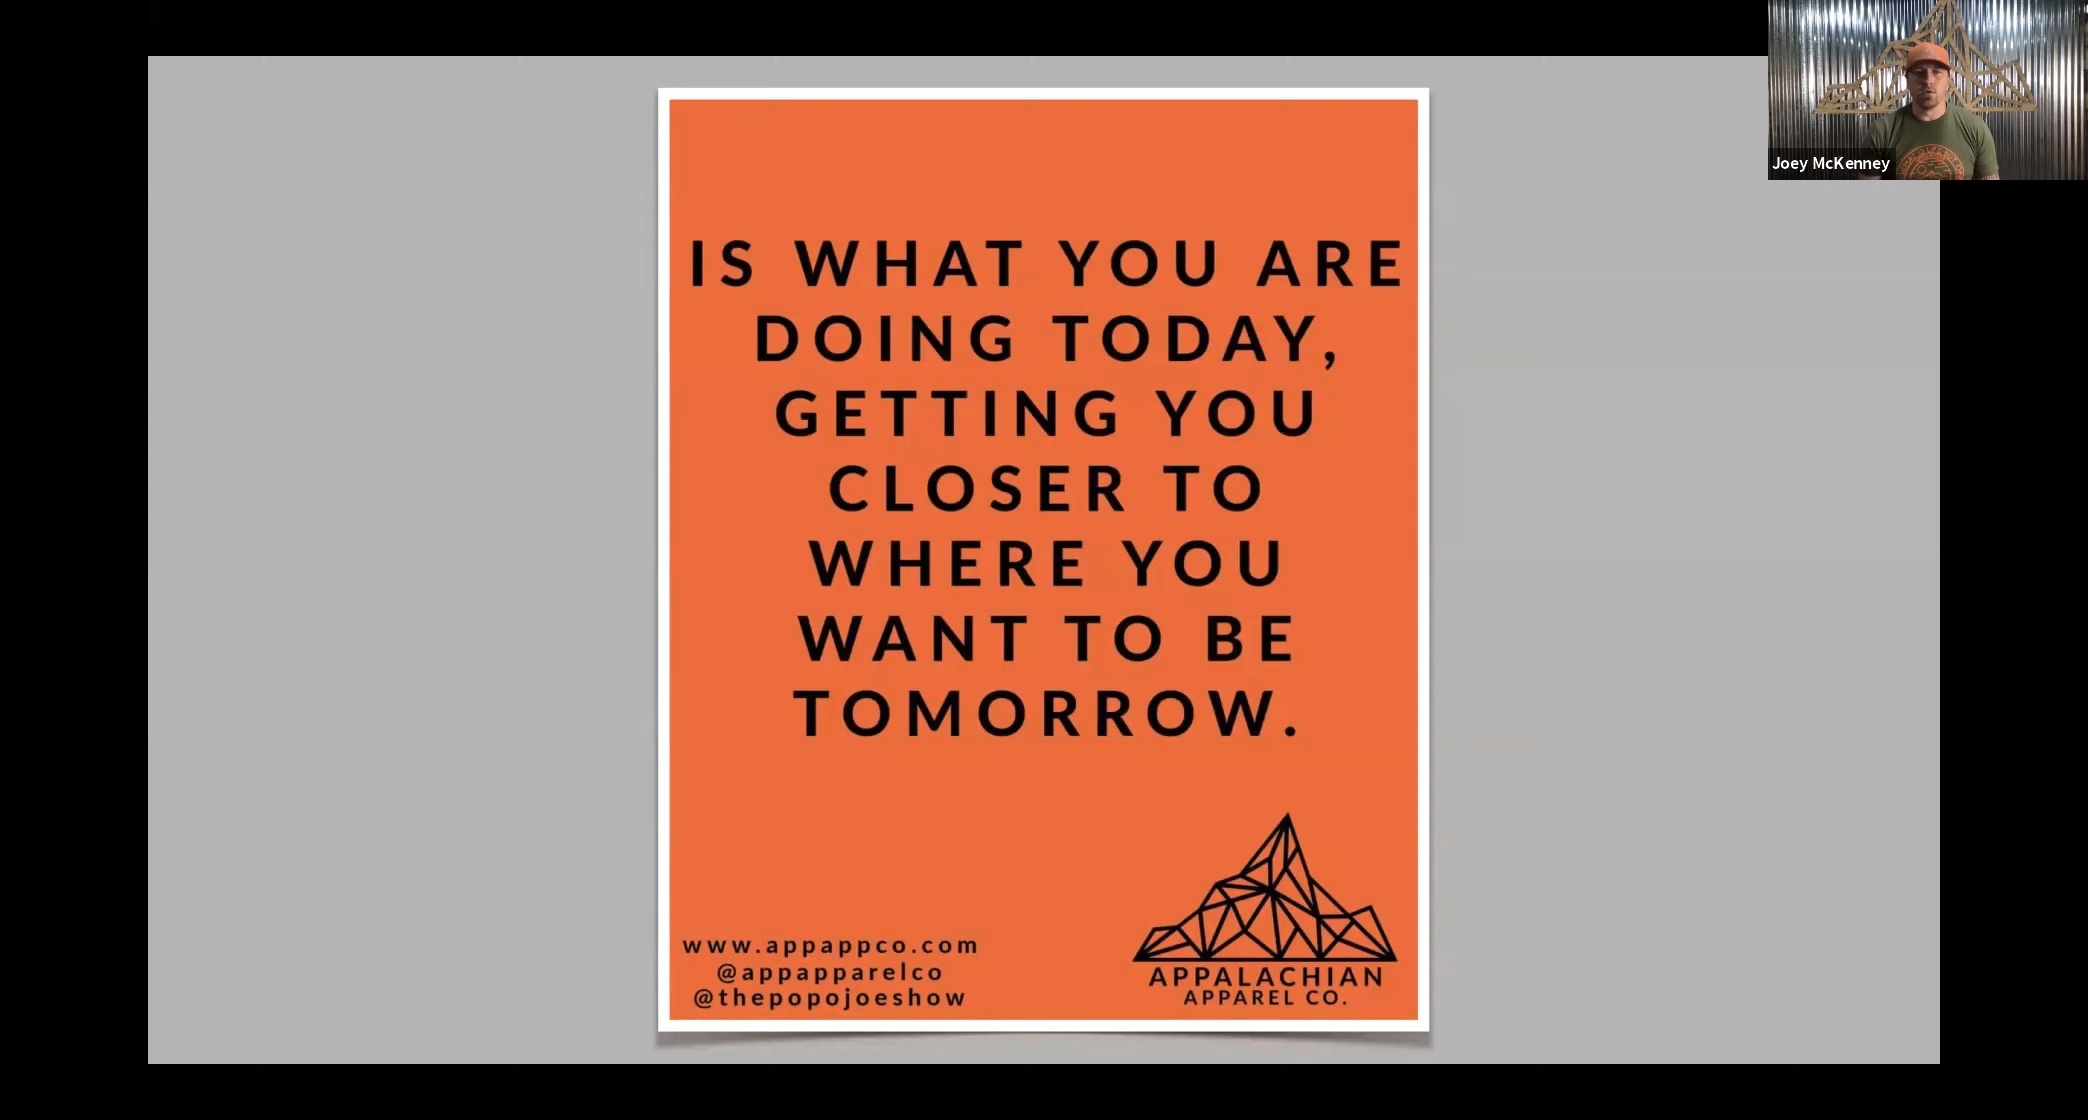 IS WHAT YOU ARE
DOING TODAY,
GETTING YOU
CLOSER TO
WHERE YOU
WANT TO BE
TOMORROW.
www.appappco.com
@appapparelco
@thepopojoeshow
APPALACHIAN
APPAREL CO.
Joey McKenney